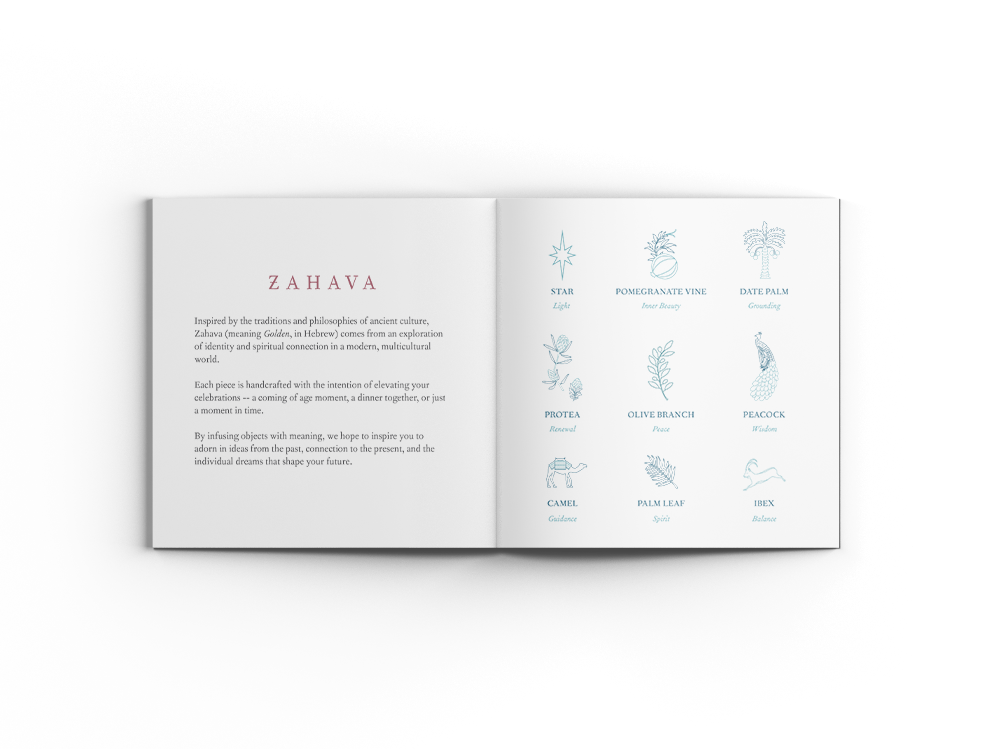 ZAHAVA
Inspired by the traditions and philosophies of ancient culture,
Zahava (meaning Golden, in Hebrew) comes from an exploration
of identity and spiritual connection in a modern, multicultural
world.
Each piece is handcrafted with the intention of elevating your
celebrations -- a coming of age moment, a dinner together, or just
a moment in time.
By infusing objects with meaning, we hope to inspire you to
adorn in ideas from the past, connection to the present, and the
individual dreams that shape your future.
STAR
Light
POMEGRANATE VINE
Inner Beauty
DATE PALM
Grounding
PROTEA
Renewal
OLIVE BRANCH
Peace
PEACOCK
Wisdom
CAMEL
Guidance
PALM LEAF
Spirit
IBEX
Balance